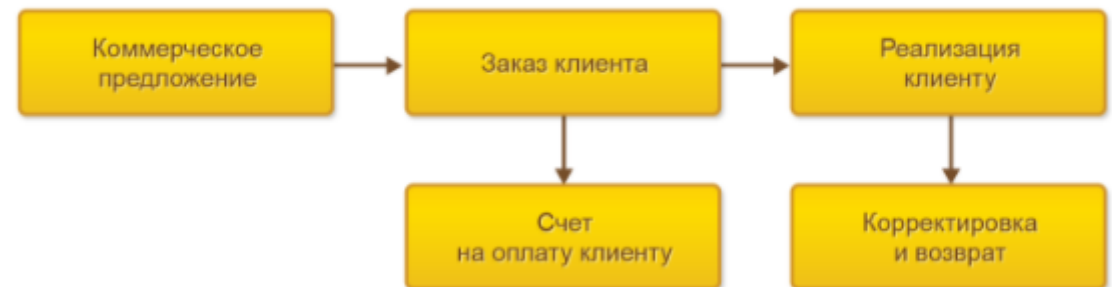 Коммерческое
предложение
Заказ клиента
Реализация
клиенту
Счет
на оплату клиенту
Корректировка
и возврат